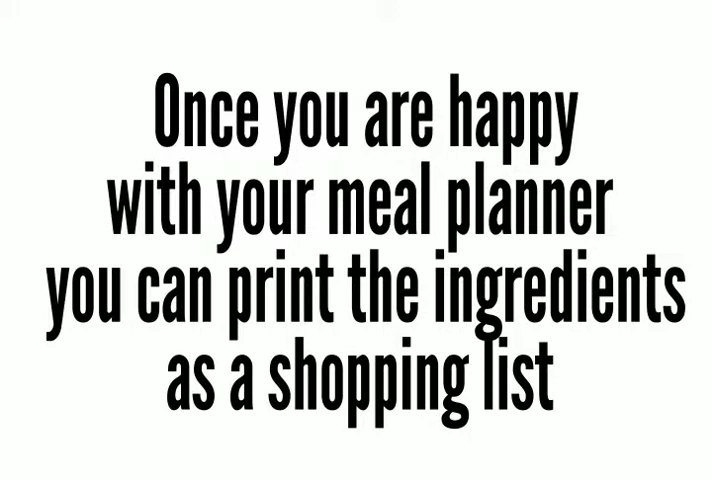 Once you are happy
with your meal planner
you can print the ingredients
as a shopping list